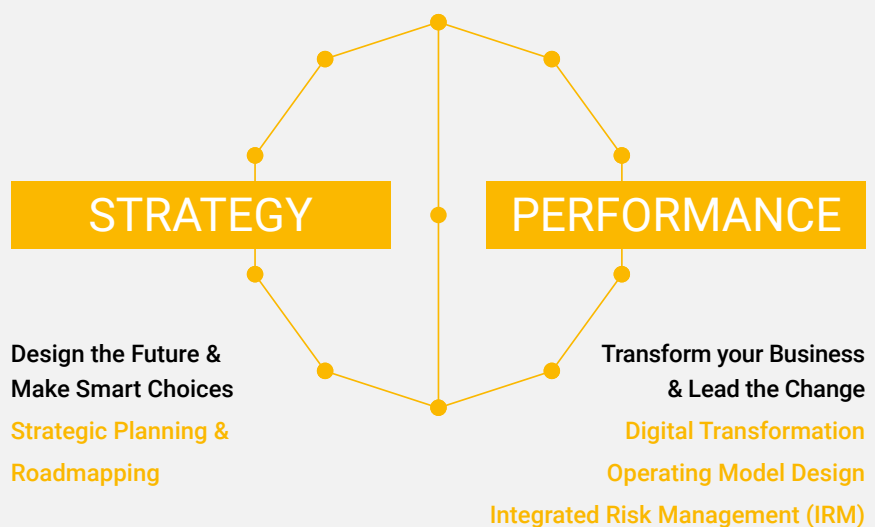 STRATEGY
PERFORMANCE
Design the Future &
Make Smart Choices
Strategic Planning &
Roadmapping
Transform your Business
& Lead the Change
Digital Transformation
Operating Model Design
Integrated Risk Management (IRM)